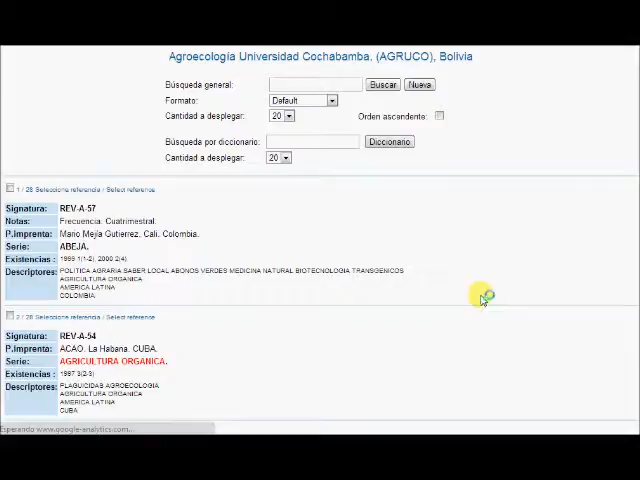 Agroecología Universidad Cochabamba, (AGRUCO), Bolivia
Búsqueda general: Buscar Nueva
Formato: Default
Cantidad a desplegar: 20 Orden ascendente:
Búsqueda por diccionario: Diccionario
Cantidad a desplegar: 20
1 / 28 Seleccione referencia / Select reference
Signatura: REV-A-57
Notas: Frecuencia. Cuatrimestral.
P.Imprenta: Mario Mejía Gutierrez, Cali, Colombia.
Serie: ABEJA.
Existencias: 1999 1(1-2), 2000 2(4)
Descriptores: POLITICA AGRARIA SABER LOCAL ABONOS VERDES MEDICINA NATURAL BIOTECNOLOGIA TRANSGENICOS
AGRICULTURA ORGANICA
AMERICA LATINA
COLOMBIA
2 / 28 Seleccione referencia / Select reference
Signatura: REV-A-54
P.Imprenta: ACAO. La Habana. CUBA.
Serie: AGRICULTURA ORGANICA.
Existencias: 1997 3(2-3)
Descriptores: PLAGUICIDAS AGROECOLOGIA
AGRICULTURA ORGANICA
AMERICA LATINA
CUBA
Esperando www.google-analytics.com...